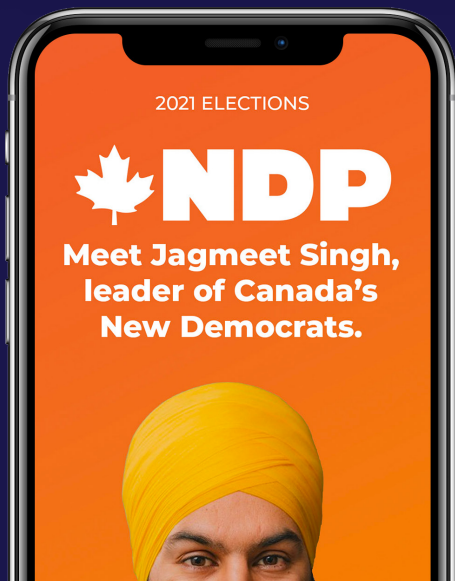 2021 ELECTIONS
NDP
Meet Jagmeet Singh,
leader of Canada’s
New Democrats.